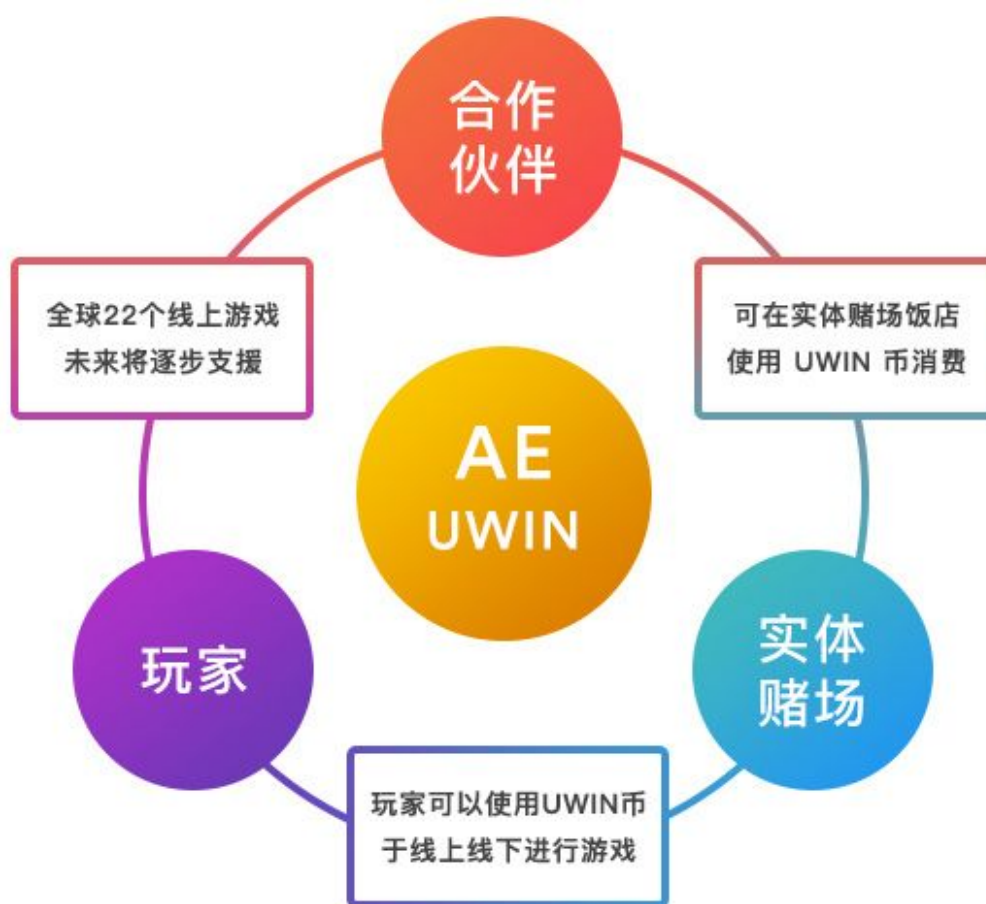 合作
伙伴
全球22个线上游戏
未来将逐步支援
可在实体赌场饭店
使用 UWIN 币消费
AE
UWIN
玩家
实体
赌场
玩家可以使用UWIN币
于线上线下进行游戏